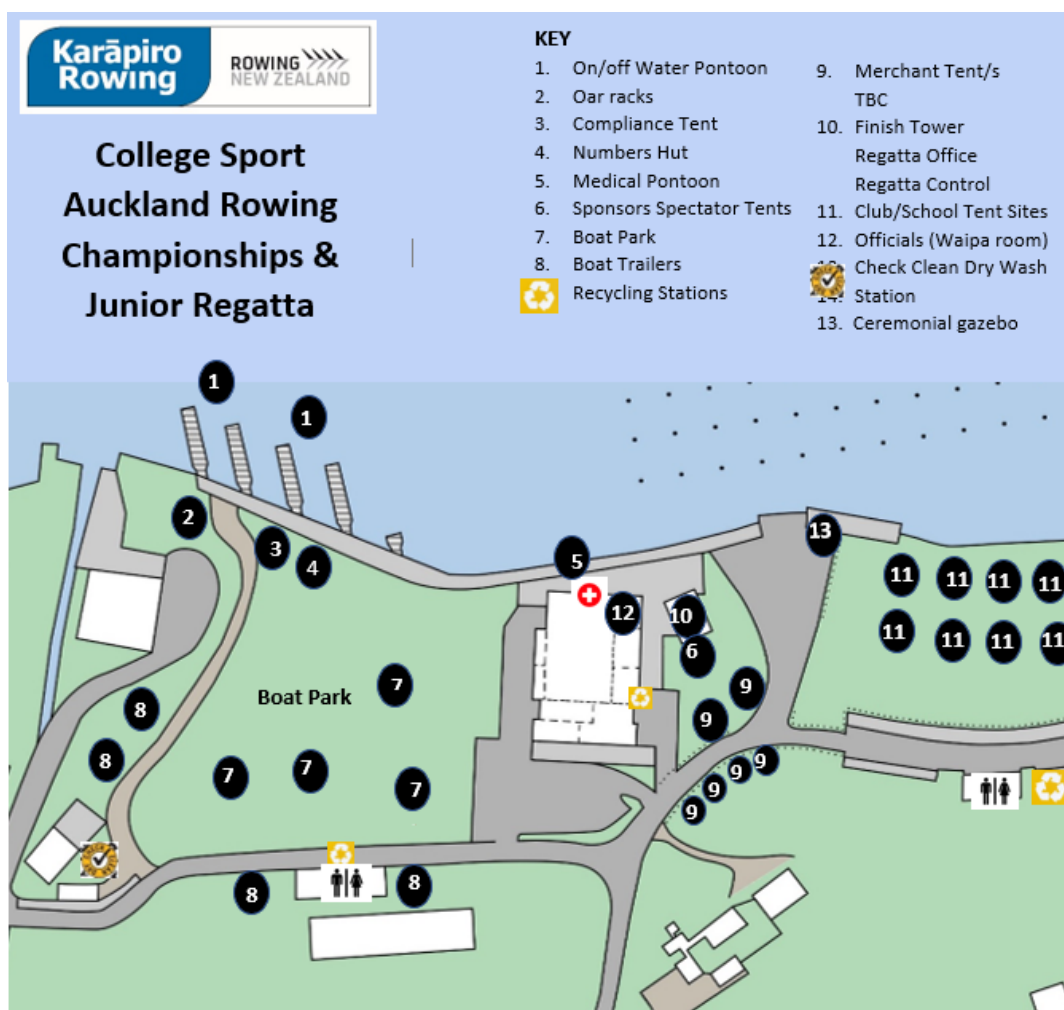 Karāpiro
Rowing
ROWING
NEW ZEALAND
College Sport
Auckland Rowing
Championships &
Junior Regatta
KEY
1. On/off Water Pontoon
2. Oar racks
3. Compliance Tent
4. Numbers Hut
5. Medical Pontoon
6. Sponsors Spectator Tents
7. Boat Park
8. Boat Trailers
Recycling Stations
9. Merchant Tent/s
TBC
10. Finish Tower
Regatta Office
Regatta Control
11. Club/School Tent Sites
12. Officials (Waipa room)
Check Clean Dry Wash
14. Station
13. Ceremonial gazebo
1
1
2
3
4
5
13
11 11 11 11
12
10
11 11 11 11
6
Boat Park
7
9
8
9
8
7
7
7
9
9
9
9
8
8